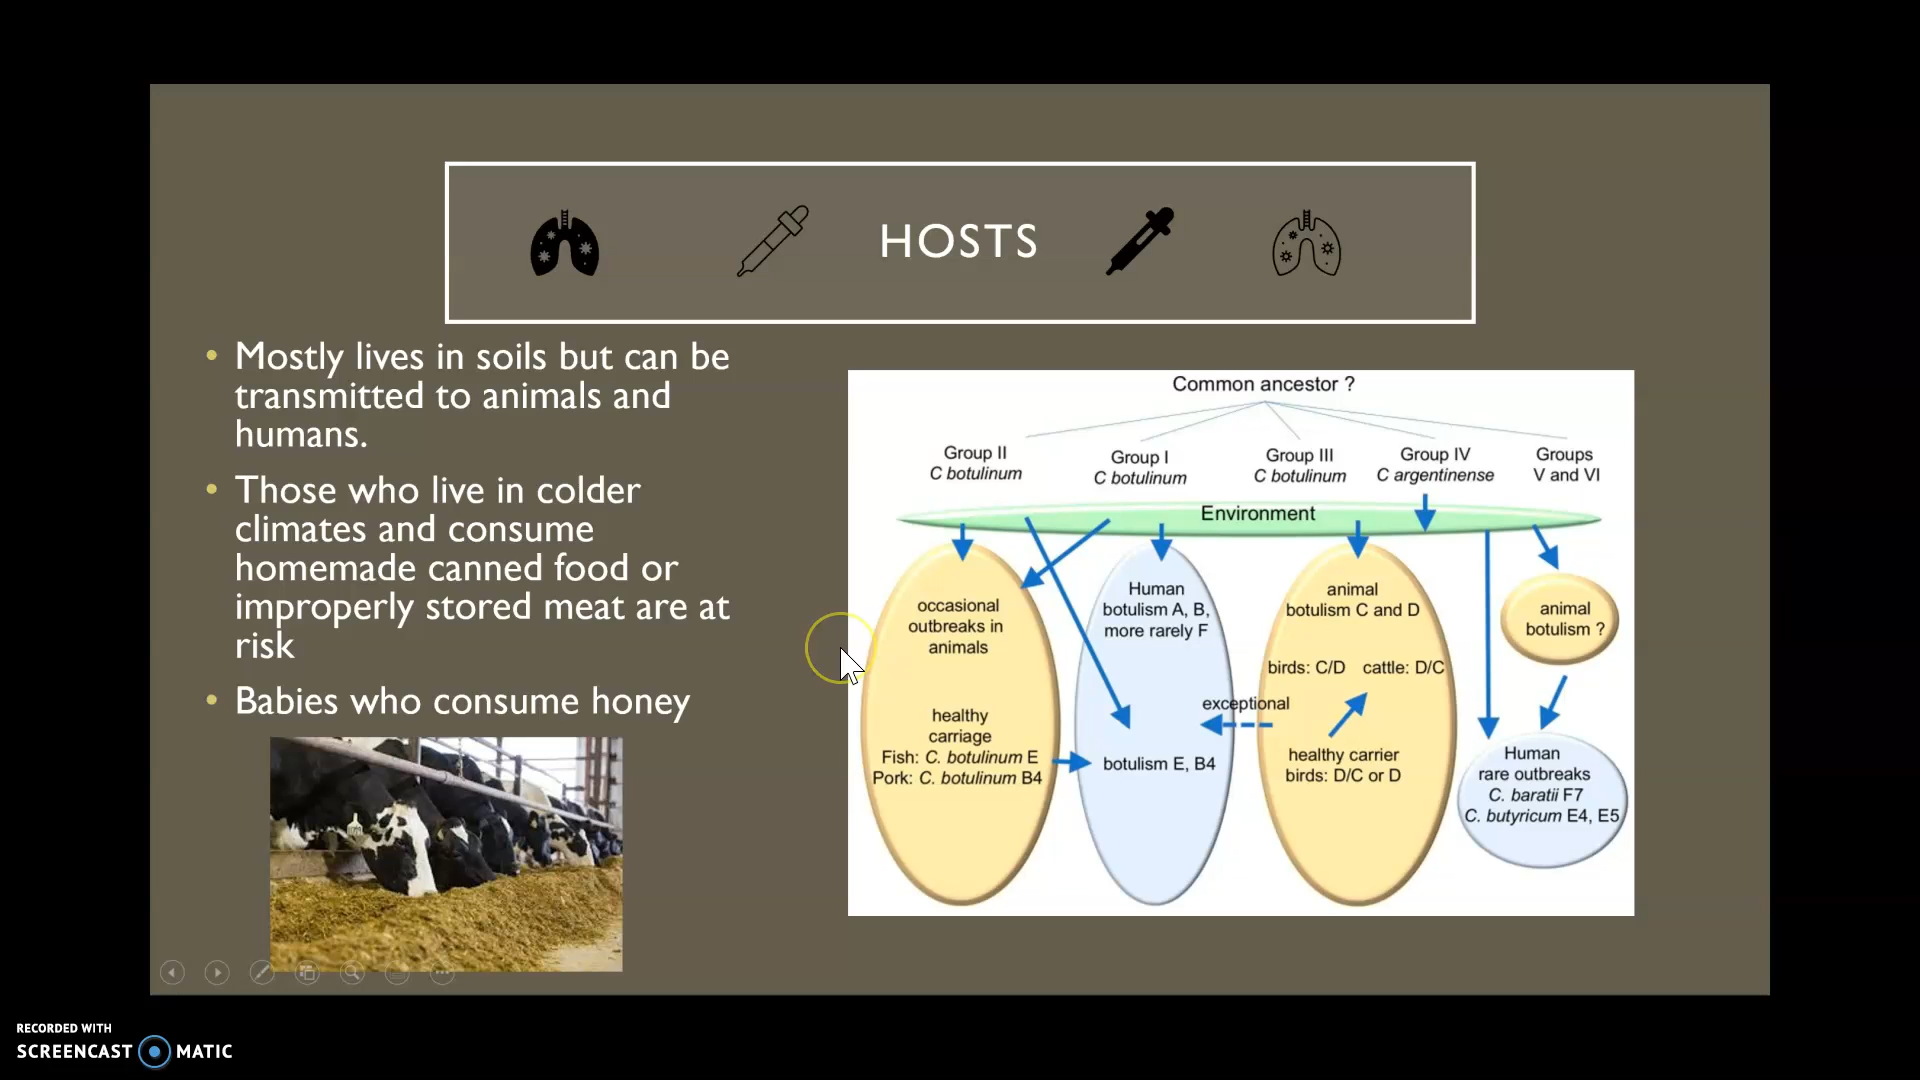 HOSTS
• Mostly lives in soils but can be
transmitted to animals and
humans.
• Those who live in colder
climates and consume
homemade canned food or
improperly stored meat are at
risk
• Babies who consume honey
Common ancestor ?
Group II
C botulinum
Group I
C botulinum
Group III
C botulinum
Group IV
C argentinense
Groups
V and VI
Environment
occasional
outbreaks in
animals
healthy
carriage
Fish: C. botulinum E
Pork: C. botulinum B4
Human
botulism A, B,
more rarely F
botulism E, B4
exceptional
animal
botulism C and D
birds: C/D cattle: D/C
healthy carrier
birds: D/C or D
animal
botulism ?
Human
rare outbreaks
C. baratii F7
C. butyricum E4, E5
RECORDED WITH
SCREENCAST MATIC